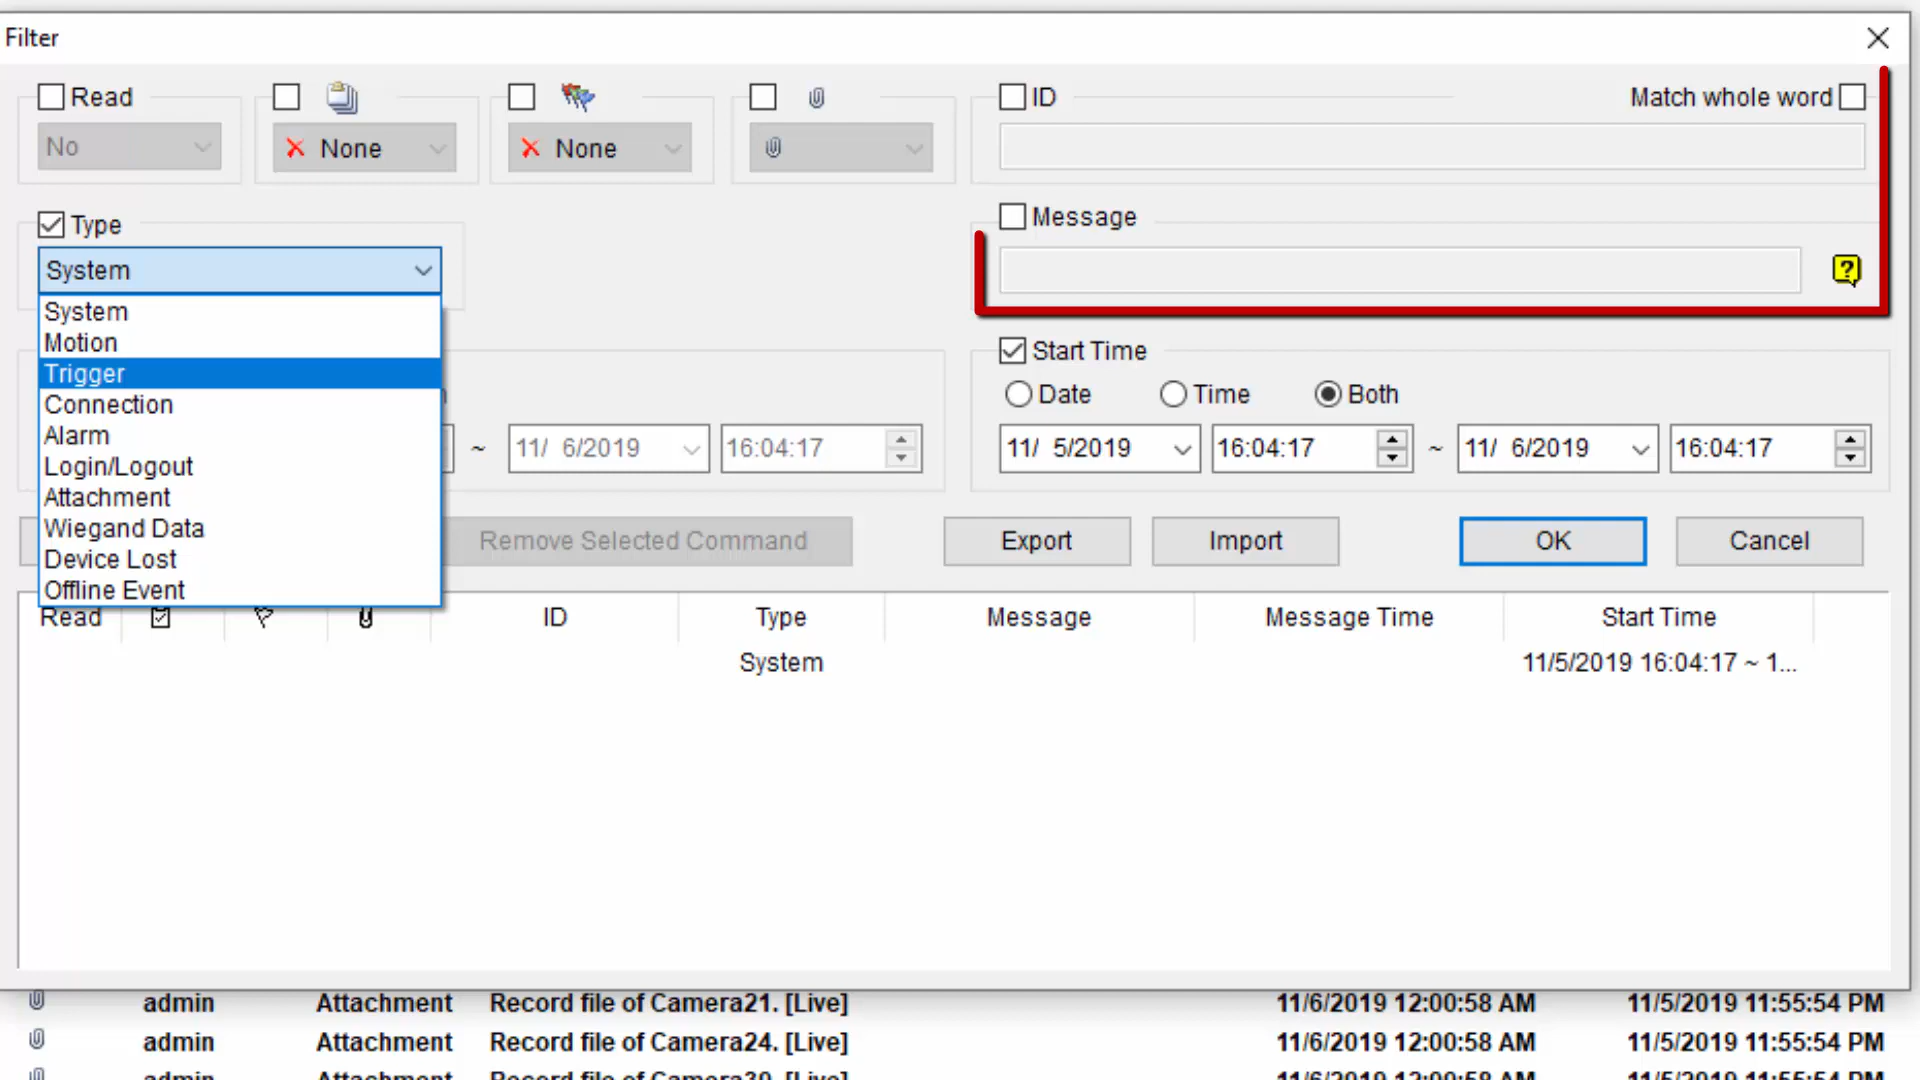 Filter
Read
ID
Match whole word
No
None
None
Type
Message
System
System
Motion
Trigger
Connection
Alarm
Login/Logout
Attachment
Wiegand Data
Device Lost
Offline Event
Start Time
Date
Time
Both
~
11/ 6/2019
16:04:17
11/ 5/2019
16:04:17
~
11/ 6/2019
16:04:17
Remove Selected Command
Export
Import
OK
Cancel
Read ID Type Message Message Time Start Time
System 11/5/2019 16:04:17 ~ 1...
admin Attachment Record file of Camera21. [Live] 11/6/2019 12:00:58 AM 11/5/2019 11:55:54 PM
admin Attachment Record file of Camera24. [Live] 11/6/2019 12:00:58 AM 11/5/2019 11:55:54 PM